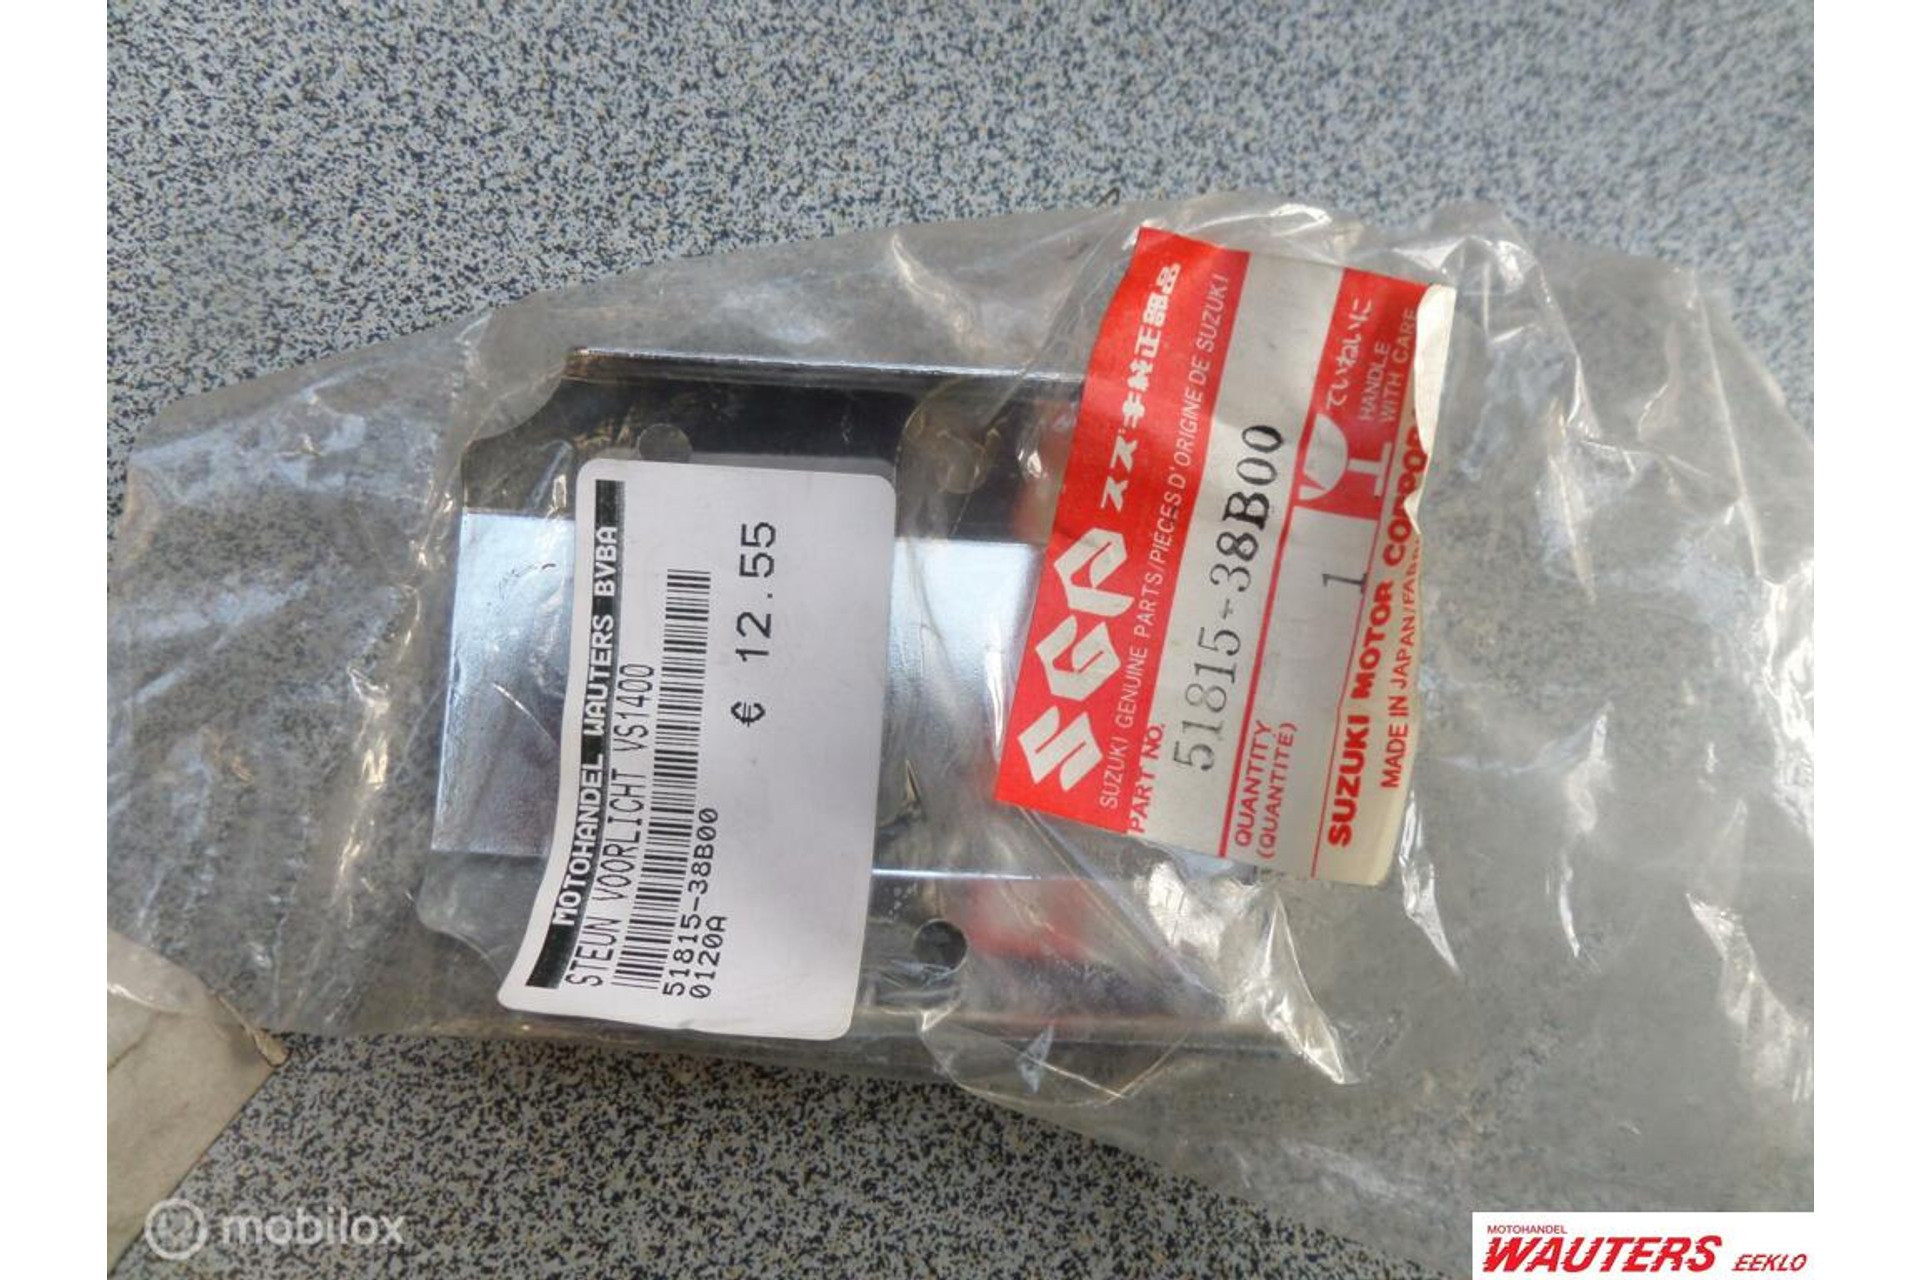 MOTOHANDEL WAUTERS BVBA
STEUN VOORLICHT VS1400
51815-38B00
0120A
€ 12.55
SGP スズキ純正部品
SUZUKI GENUINE PARTS/PIECES D'ORIGINE DE SUZUKI
PART NO.
51815-38B00
QUANTITY
(QUANTITÉ)
1
ていねいに
HANDLE
WITH CARE
SUZUKI MOTOR
MADE IN JAPAN
mobilox
MOTOHANDEL
WAUTERS EEKLO